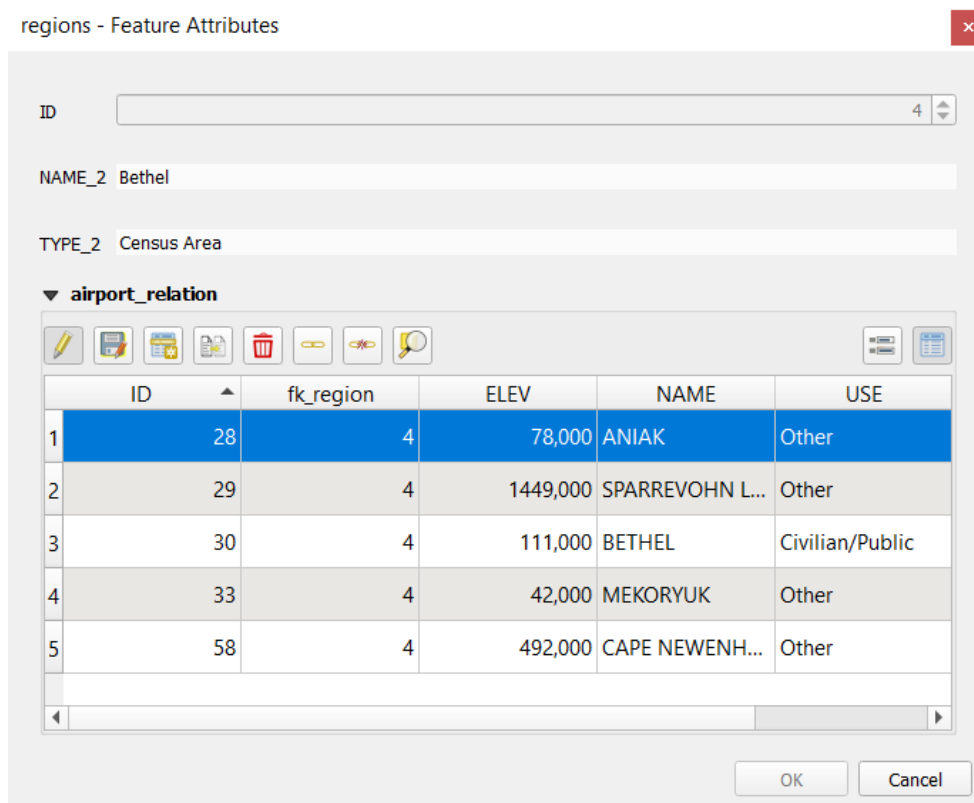 regions - Feature Attributes
ID 4
NAME_2 Bethel
TYPE_2 Census Area
airport_relation
ID fk_region ELEV NAME USE
1 28 4 78,000 ANIAK Other
2 29 4 1449,000 SPARREVOHN L... Other
3 30 4 111,000 BETHEL Civilian/Public
4 33 4 42,000 MEKORYUK Other
5 58 4 492,000 CAPE NEWENH... Other
OK Cancel